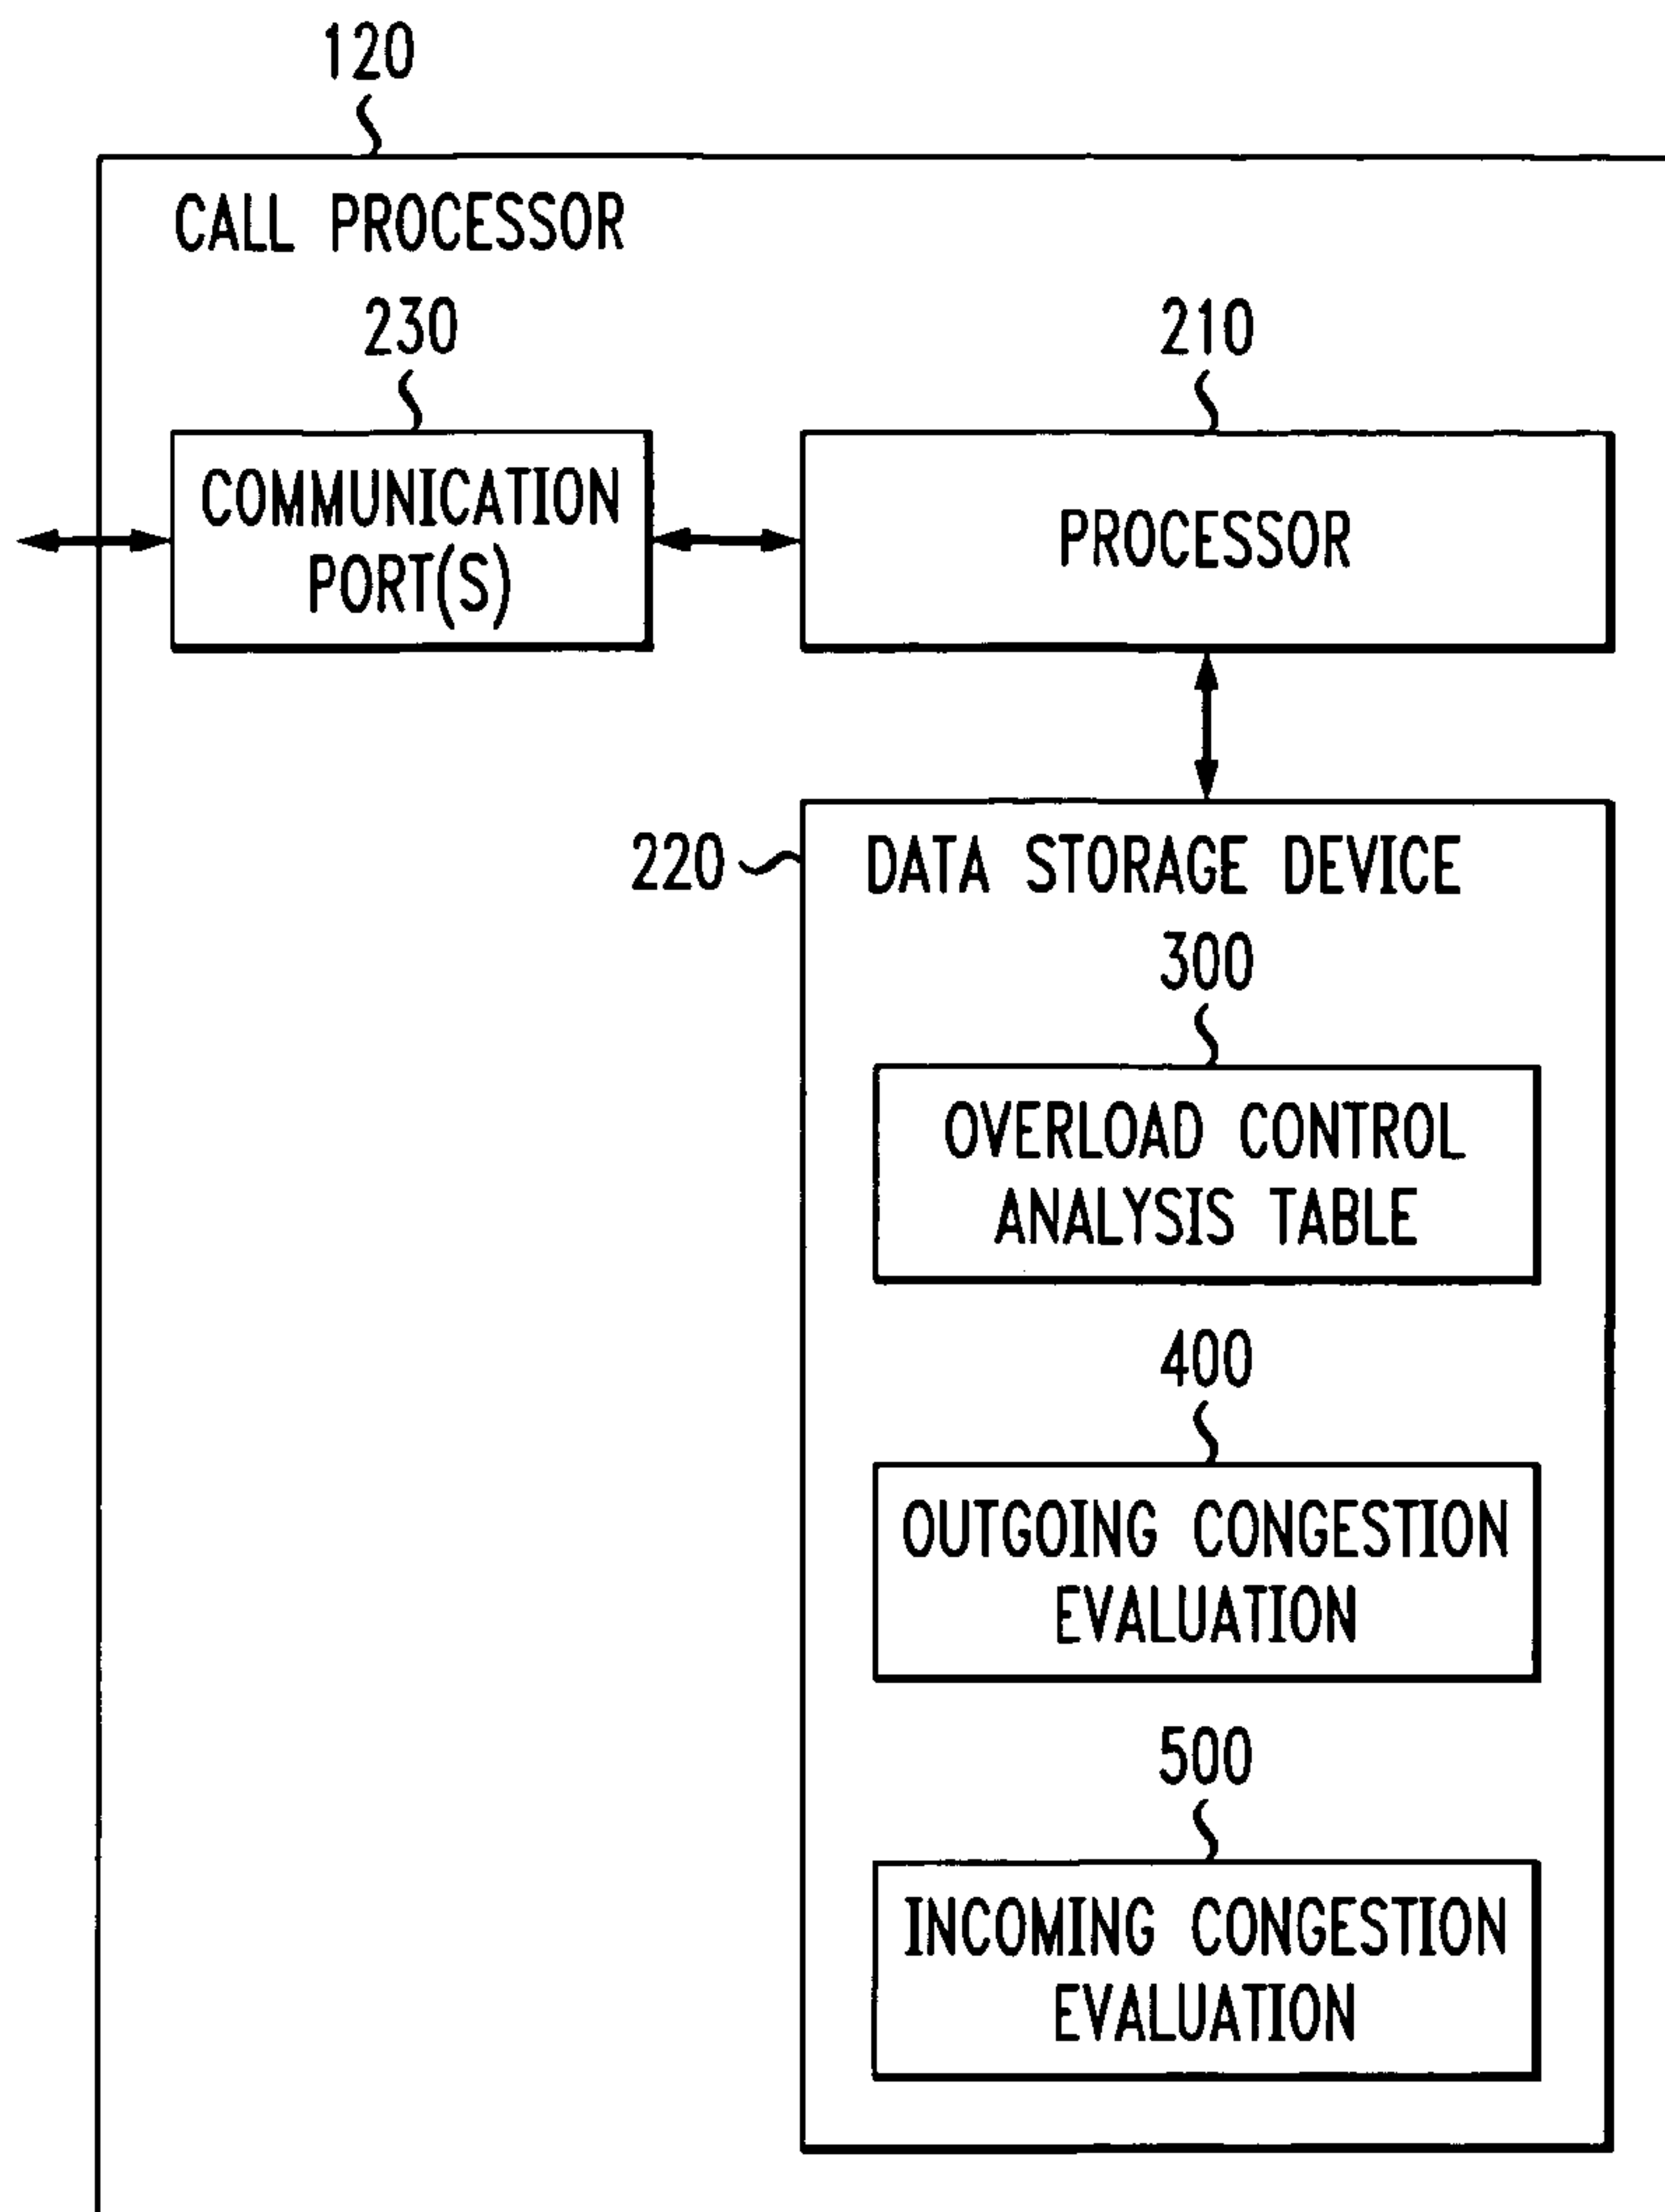 120
CALL PROCESSOR
230
210
COMMUNICATION
PORT(S)
PROCESSOR
220
DATA STORAGE DEVICE
300
OVERLOAD CONTROL
ANALYSIS TABLE
400
OUTGOING CONGESTION
EVALUATION
500
INCOMING CONGESTION
EVALUATION